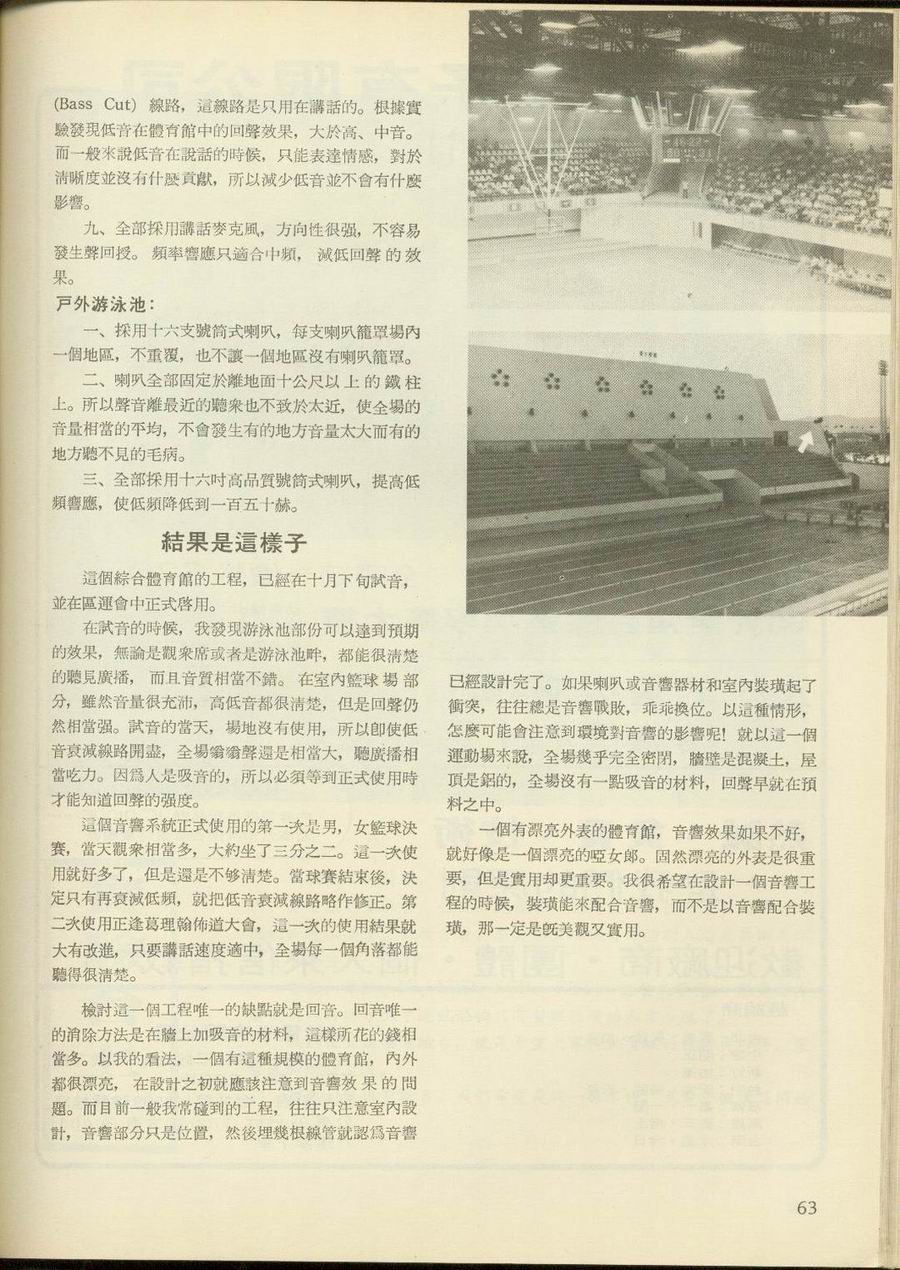 (Bass Cut) 線路，這線路是只用在講話的。根據實
驗發現低音在體育館中的回聲效果，大於高、中音。
而一般來說低音在說話的時候，只能表達情感，對於
淸晰度並沒有什麼貢獻，所以減少低音並不會有什麼
影響。
九、全部採用講話麥克風，方向性很强，不容易
發生聲回授。頻率響應只適合中頻，減低回聲的效
果。
戶外游泳池：
一、採用十六支號筒式喇叭，每支喇叭籠罩場內
一個地區，不重覆，也不讓一個地區沒有喇叭籠罩。
二、喇叭全部固定於離地面十公尺以上的鐵柱
上。所以聲音離最近的聽衆也不致於太近，使全場的
音量相當的平均，不會發生有的地方音量太大而有的
地方聽不見的毛病。
三、全部採用十六吋高品質號筒式喇叭，提高低
頻響應，使低頻降低到一百五十赫。
結果是這樣子
這個綜合體育館的工程，已經在十月下旬試音，
並在區運會中正式啓用。
在試音的時候，我發現游泳池部份可以達到預期
的效果，無論是觀衆席或者是游泳池畔，都能很淸楚
的聽見廣播，而且音質相當不錯。在室內籃球場部
分，雖然音量很充沛，高低音都很淸楚，但是回聲仍
然相當强。試音的當天，場地沒有使用，所以卽使低
音衰減線路開盡，全場翁翁聲還是相當大，聽廣播相
當吃力。因爲人是吸音的，所以必須等到正式使用時
才能知道回聲的强度。
這個音響系統正式使用的第一次是男，女籃球決
賽，當天觀衆相當多，大約坐了三分之二。這一次使
用就好多了，但是還是不够淸楚。當球賽結束後，決
定只有再衰減低頻，就把低音衰減線路略作修正。第
二次使用正逢葛理翰佈道大會，這一次的使用結果就
大有改進，只要講話速度適中，全場每一個角落都能
聽得很淸楚。
檢討這一個工程唯一的缺點就是回音。回音唯一
的消除方法是在牆上加吸音的材料，這樣所花的錢相
當多。以我的看法，一個有這種規模的體育館，內外
都很漂亮，在設計之初就應該注意到音響效果的問
題。而目前一般我常碰到的工程，往往只注意室內設
計，音響部分只是位置，然後埋幾根線管就認爲音響
已經設計完了。如果喇叭或音響器材和室內裝璜起了
衝突，往往總是音響戰敗，乖乖換位。以這種情形，
怎麼可能會注意到環境對音響的影響呢！就以這一個
運動場來說，全場幾乎完全密閉，牆壁是混凝土，屋
頂是鋁的，全場沒有一點吸音的材料，回聲早就在預
料之中。
一個有漂亮外表的體育館，音響效果如果不好，
就好像是一個漂亮的啞女郎。固然漂亮的外表是很重
要，但是實用却更重要。我很希望在設計一個音響工
程的時候，裝璜能來配合音響，而不是以音響配合裝
璜，那一定是旣美觀又實用。
63